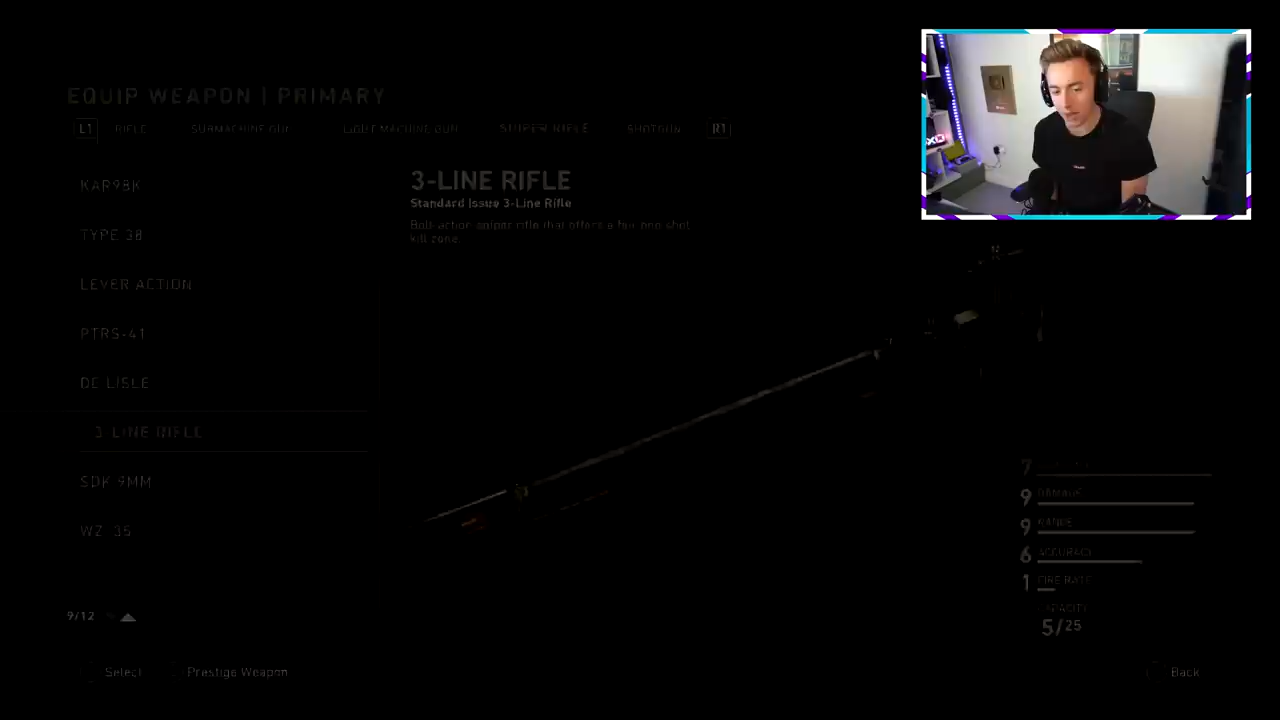 EQUIP WEAPON | PRIMARY
L1 RIFLE SUBMACHINE GUN LIGHT MACHINE GUN SNIPER RIFLE SHOTGUN R1
KAR98K
TYPE 38
LEVER ACTION
PTRS-41
DE LISLE
3-LINE RIFLE
SDK 9MM
WZ. 35
9/12
3-LINE RIFLE
Standard Issue 3-Line Rifle
Bolt-action sniper rifle that offers a fair one shot
kill zone.
7
9 DAMAGE
9 RANGE
6 ACCURACY
1 FIRE RATE
CAPACITY
5/25
Select Prestige Weapon Back